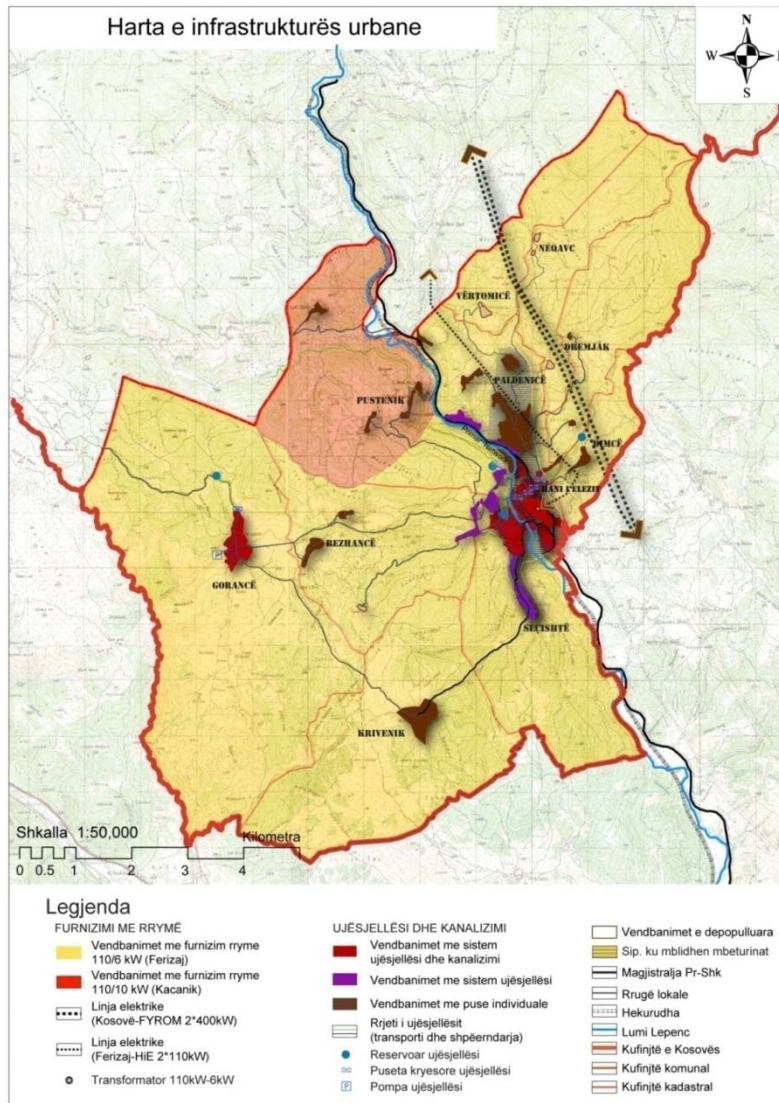 Harta e infrastrukturës urbane
N
W
E
S
NEQAVC
VËRTOMICË
DREMJAK
PALDENICË
PUSTENIK
DIMCË
HANI I ELEZIT
REZHANCË
GORANCË
P
SEÇISHTË
KRIVENIK
Shkalla 1:50,000
Kilometra
0 0.5 1 2 3 4
Legjenda
FURNIZIMI ME RRYMË
Vendbanimet me furnizim rryme
110/6 kW (Ferizaj)
Vendbanimet me furnizim rryme
110/10 kW (Kacanik)
Linja elektrike
(Kosovë-FYROM 2*400kW)
Linja elektrike
(Ferizaj-HiE 2*110kW)
Transformator 110kW-6kW
UJËSJELLËSI DHE KANALIZIMI
Vendbanimet me sistem
ujësjellësi dhe kanalizimi
Vendbanimet me sistem ujësjellësi
Vendbanimet me puse individuale
Rrjeti i ujësjellësit
(transporti dhe shpëerndarja)
Reservoar ujësjellësi
Puseta kryesore ujësjellësi
P Pompa ujësjellësi
Vendbanimet e depopulluara
Sip. ku mblidhen mbeturinat
Magjistralja Pr-Shk
Rrugë lokale
Hekurudha
Lumi Lepenc
Kufinjtë e Kosovës
Kufinjtë komunal
Kufinjtë kadastral